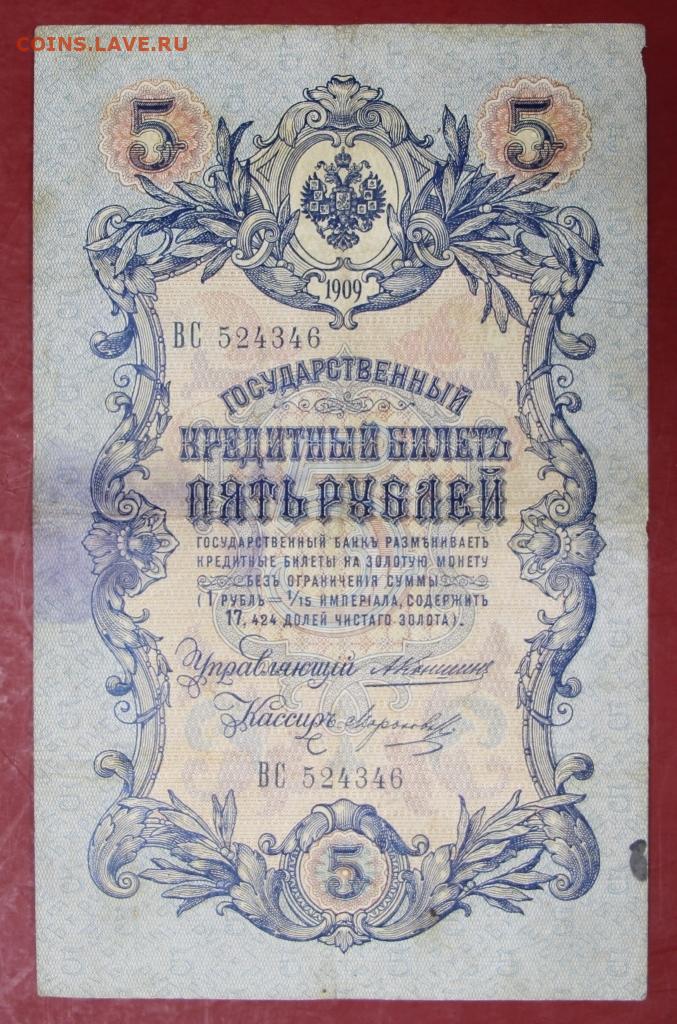 COINS.LAVE.RU
5 5
1909
ВС 524346
ГОСУДАРСТВЕННЫЙ
КРЕДИТНЫЙ БИЛЕТЪ
ПЯТЬ РУБЛЕЙ
ГОСУДАРСТВЕННЫЙ БАНКЪ РАЗМѢНИВАЕТЪ
КРЕДИТНЫЕ БИЛЕТЫ НА ЗОЛОТУЮ МОНЕТУ
БЕЗЪ ОГРАНИЧЕНІЯ СУММЫ
(1 РУБЛЬ — 1/15 ИМПЕРІАЛА, СОДЕРЖИТЪ
17,424 ДОЛЕЙ ЧИСТАГО ЗОЛОТА).
Управляющій АКоншинъ
Кассиръ
ВС 524346
5